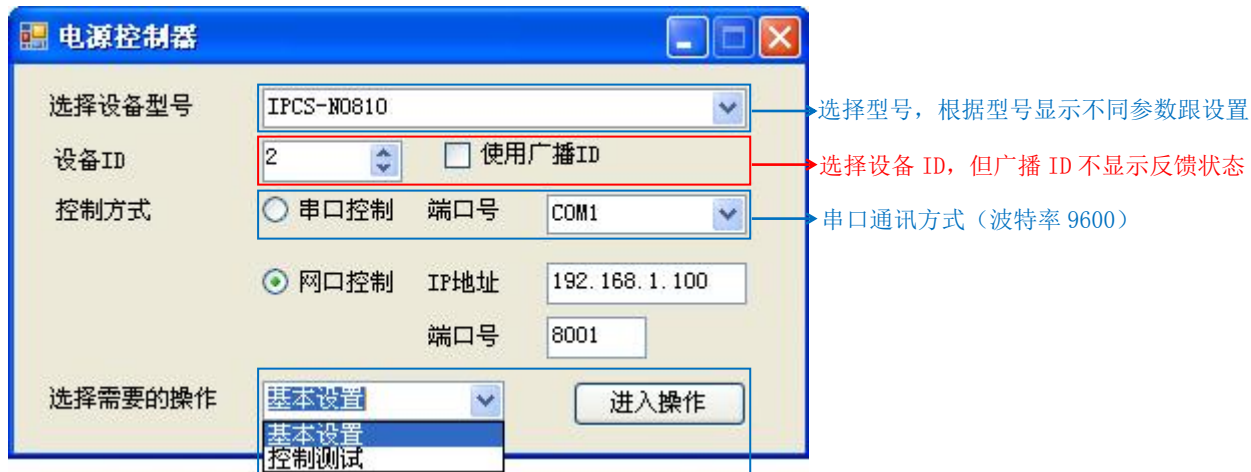 电源控制器
选择设备型号 IPCS-N0810 选择型号，根据型号显示不同参数跟设置
设备ID 2 使用广播ID 选择设备 ID，但广播 ID 不显示反馈状态
控制方式 串口控制 端口号 COM1 串口通讯方式（波特率 9600）
网口控制 IP地址 192.168.1.100
端口号 8001
选择需要的操作 基本设置 进入操作
基本设置
控制测试